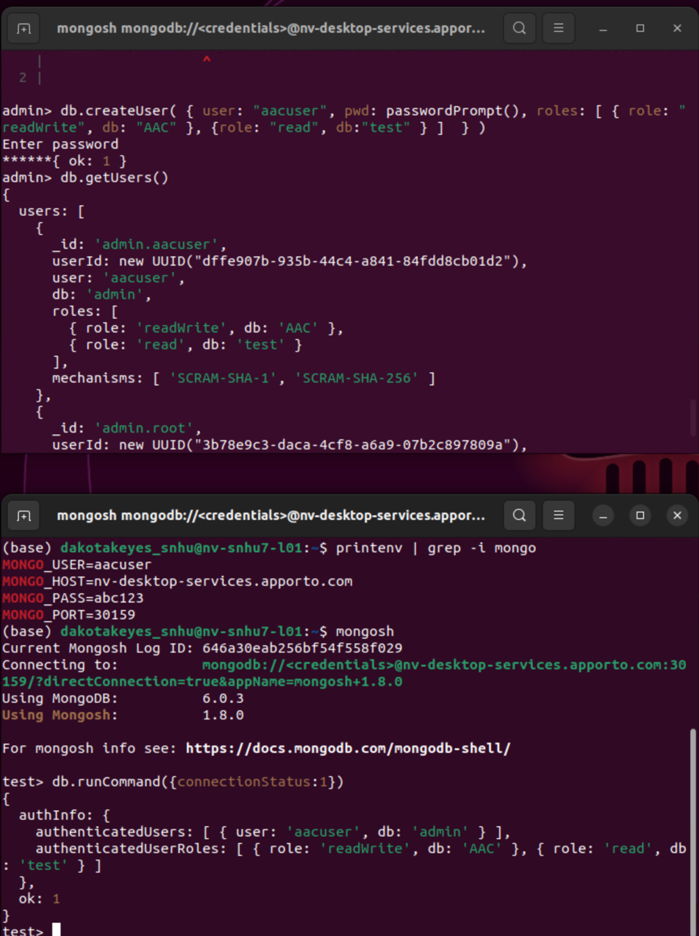 mongosh mongodb://<credentials>@nv-desktop-services.appor...
|
^
2 |
admin> db.createUser( { user: "aacuser", pwd: passwordPrompt(), roles: [ { role: "
readWrite", db: "AAC" }, {role: "read", db:"test" } ]  } )
Enter password
******{ ok: 1 }
admin> db.getUsers()
{
  users: [
    {
      _id: 'admin.aacuser',
      userId: new UUID("dffe907b-935b-44c4-a841-84fdd8cb01d2"),
      user: 'aacuser',
      db: 'admin',
      roles: [
        { role: 'readWrite', db: 'AAC' },
        { role: 'read', db: 'test' }
      ],
      mechanisms: [ 'SCRAM-SHA-1', 'SCRAM-SHA-256' ]
    },
    {
      _id: 'admin.root',
      userId: new UUID("3b78e9c3-daca-4cf8-a6a9-07b2c897809a"),
mongosh mongodb://<credentials>@nv-desktop-services.appor...
(base) dakotakeyes_snhu@nv-snhu7-l01:~$ printenv | grep -i mongo
MONGO_USER=aacuser
MONGO_HOST=nv-desktop-services.apporto.com
MONGO_PASS=abc123
MONGO_PORT=30159
(base) dakotakeyes_snhu@nv-snhu7-l01:~$ mongosh
Current Mongosh Log ID: 646a30eab256bf54f558f029
Connecting to:          mongodb://<credentials>@nv-desktop-services.apporto.com:30
159/?directConnection=true&appName=mongosh+1.8.0
Using MongoDB:          6.0.3
Using Mongosh:          1.8.0
For mongosh info see: https://docs.mongodb.com/mongodb-shell/
test> db.runCommand({connectionStatus:1})
{
  authInfo: {
    authenticatedUsers: [ { user: 'aacuser', db: 'admin' } ],
    authenticatedUserRoles: [ { role: 'readWrite', db: 'AAC' }, { role: 'read', db
: 'test' } ]
  },
  ok: 1
}
test>